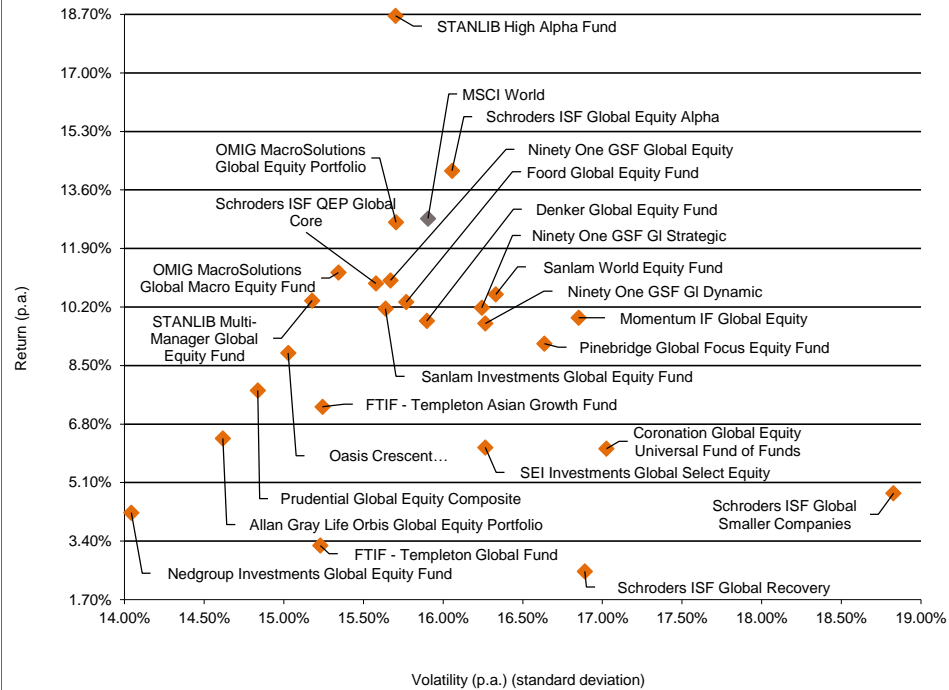 18.70%
STANLIB High Alpha Fund
17.00%
MSCI World
Schroders ISF Global Equity Alpha
15.30%
OMIG MacroSolutions
Global Equity Portfolio
Ninety One GSF Global Equity
Foord Global Equity Fund
13.60%
Schroders ISF QEP Global
Core
Denker Global Equity Fund
Ninety One GSF Gl Strategic
11.90%
OMIG MacroSolutions
Global Macro Equity Fund
Sanlam World Equity Fund
Ninety One GSF Gl Dynamic
10.20%
STANLIB Multi-
Manager Global
Equity Fund
Momentum IF Global Equity
Pinebridge Global Focus Equity Fund
8.50%
Sanlam Investments Global Equity Fund
FTIF - Templeton Asian Growth Fund
6.80%
Coronation Global Equity
Universal Fund of Funds
Oasis Crescent…
SEI Investments Global Select Equity
5.10%
Prudential Global Equity Composite
Schroders ISF Global
Smaller Companies
Allan Gray Life Orbis Global Equity Portfolio
3.40%
FTIF - Templeton Global Fund
Nedgroup Investments Global Equity Fund
Schroders ISF Global Recovery
1.70%
Return (p.a.)
14.00% 14.50% 15.00% 15.50% 16.00% 16.50% 17.00% 17.50% 18.00% 18.50% 19.00%
Volatility (p.a.) (standard deviation)